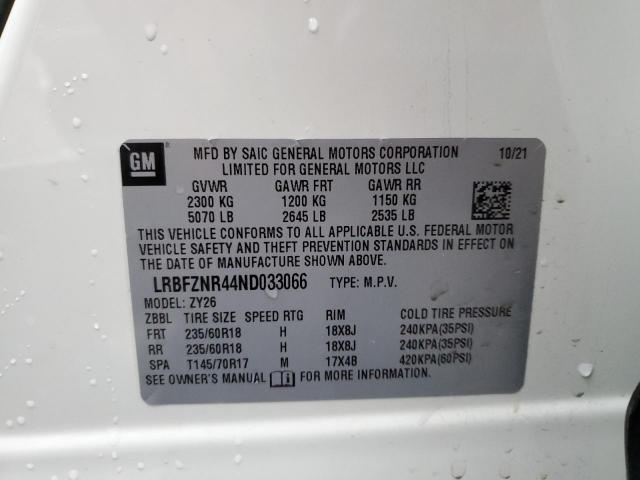 GM
MFD BY SAIC GENERAL MOTORS CORPORATION 10/21
LIMITED FOR GENERAL MOTORS LLC
GVWR GAWR FRT GAWR RR
2300 KG 1200 KG 1150 KG
5070 LB 2645 LB 2535 LB
THIS VEHICLE CONFORMS TO ALL APPLICABLE U.S. FEDERAL MOTOR
VEHICLE SAFETY AND THEFT PREVENTION STANDARDS IN EFFECT ON
THE DATE OF MANUFACTURE SHOWN ABOVE.
LRBFZNR44ND033066 TYPE: M.P.V.
MODEL: ZY26
ZBBL TIRE SIZE SPEED RTG RIM COLD TIRE PRESSURE
FRT 235/60R18 H 18X8J 240KPA(35PSI)
RR 235/60R18 H 18X8J 240KPA(35PSI)
SPA T145/70R17 M 17X4B 420KPA(60PSI)
SEE OWNER'S MANUAL FOR MORE INFORMATION.